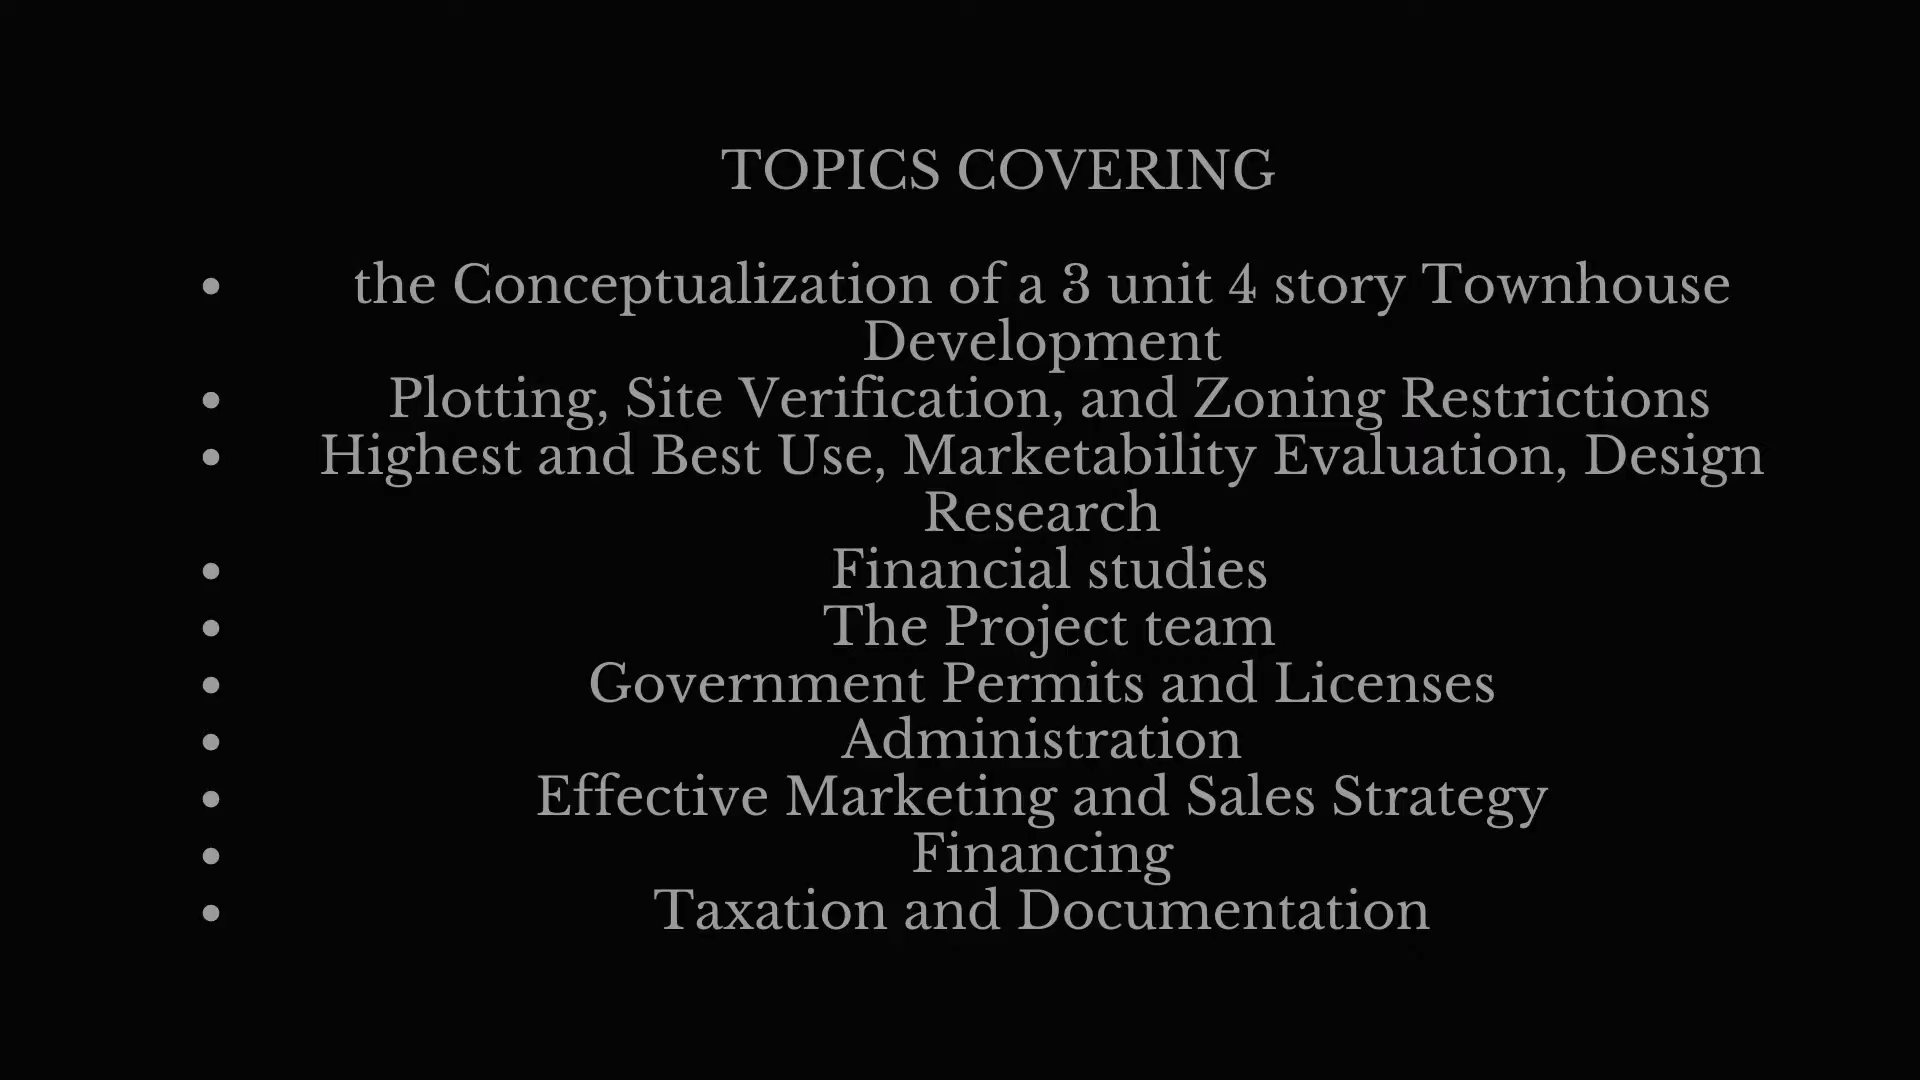 TOPICS COVERING
• the Conceptualization of a 3 unit 4 story Townhouse
Development
• Plotting, Site Verification, and Zoning Restrictions
• Highest and Best Use, Marketability Evaluation, Design
Research
• Financial studies
• The Project team
• Government Permits and Licenses
• Administration
• Effective Marketing and Sales Strategy
• Financing
• Taxation and Documentation